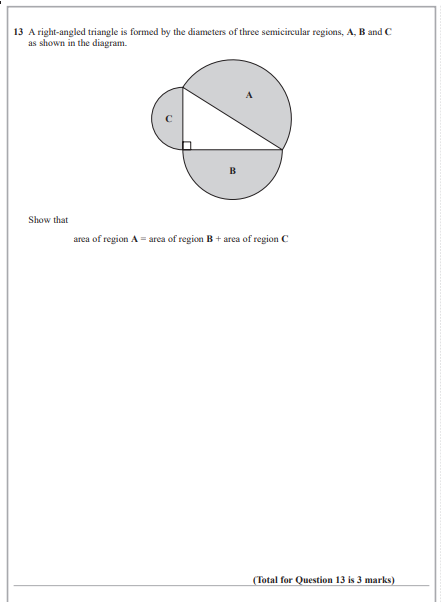 13 A right-angled triangle is formed by the diameters of three semicircular regions, A, B and C
as shown in the diagram.
A
C
B
Show that
area of region A = area of region B + area of region C
(Total for Question 13 is 3 marks)